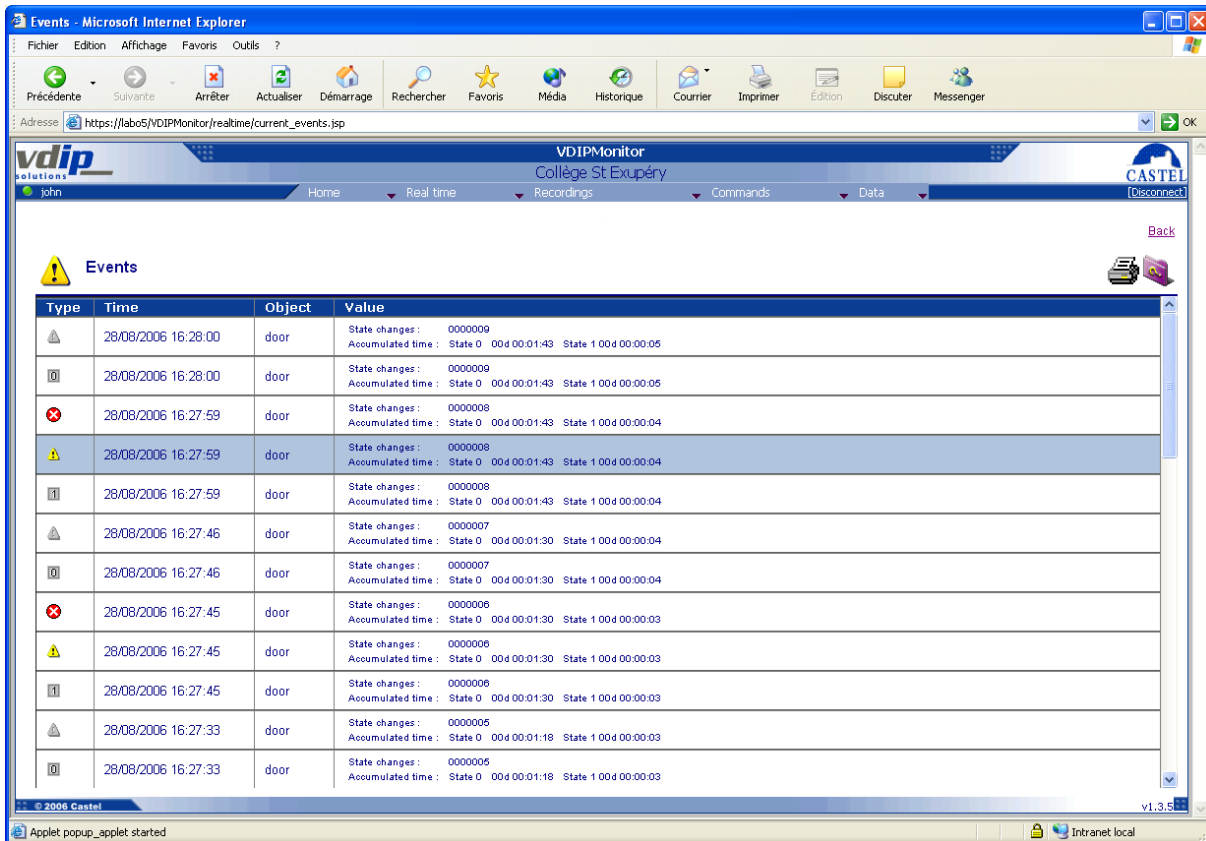 Events - Microsoft Internet Explorer
Fichier Edition Affichage Favoris Outils ?
Précédente Suivante Arrêter Actualiser Démarrage Rechercher Favoris Média Historique Courrier Imprimer Édition Discuter Messenger
Adresse https://labo5/VDIPMonitor/realtime/current_events.jsp OK
vdip solutions
VDIPMonitor
Collège St Exupéry
CASTEL
john Home Real time Recordings Commands Data [Disconnect]
Back
Events
Type Time Object Value
28/08/2006 16:28:00 door State changes : 0000009
Accumulated time : State 0 00d 00:01:43 State 1 00d 00:00:05
0 28/08/2006 16:28:00 door State changes : 0000009
Accumulated time : State 0 00d 00:01:43 State 1 00d 00:00:05
28/08/2006 16:27:59 door State changes : 0000008
Accumulated time : State 0 00d 00:01:43 State 1 00d 00:00:04
28/08/2006 16:27:59 door State changes : 0000008
Accumulated time : State 0 00d 00:01:43 State 1 00d 00:00:04
1 28/08/2006 16:27:59 door State changes : 0000008
Accumulated time : State 0 00d 00:01:43 State 1 00d 00:00:04
28/08/2006 16:27:46 door State changes : 0000007
Accumulated time : State 0 00d 00:01:30 State 1 00d 00:00:04
0 28/08/2006 16:27:46 door State changes : 0000007
Accumulated time : State 0 00d 00:01:30 State 1 00d 00:00:04
28/08/2006 16:27:45 door State changes : 0000006
Accumulated time : State 0 00d 00:01:30 State 1 00d 00:00:03
28/08/2006 16:27:45 door State changes : 0000006
Accumulated time : State 0 00d 00:01:30 State 1 00d 00:00:03
1 28/08/2006 16:27:45 door State changes : 0000006
Accumulated time : State 0 00d 00:01:30 State 1 00d 00:00:03
28/08/2006 16:27:33 door State changes : 0000005
Accumulated time : State 0 00d 00:01:18 State 1 00d 00:00:03
0 28/08/2006 16:27:33 door State changes : 0000005
Accumulated time : State 0 00d 00:01:18 State 1 00d 00:00:03
© 2006 Castel v1.3.5
Applet popup_applet started Intranet local